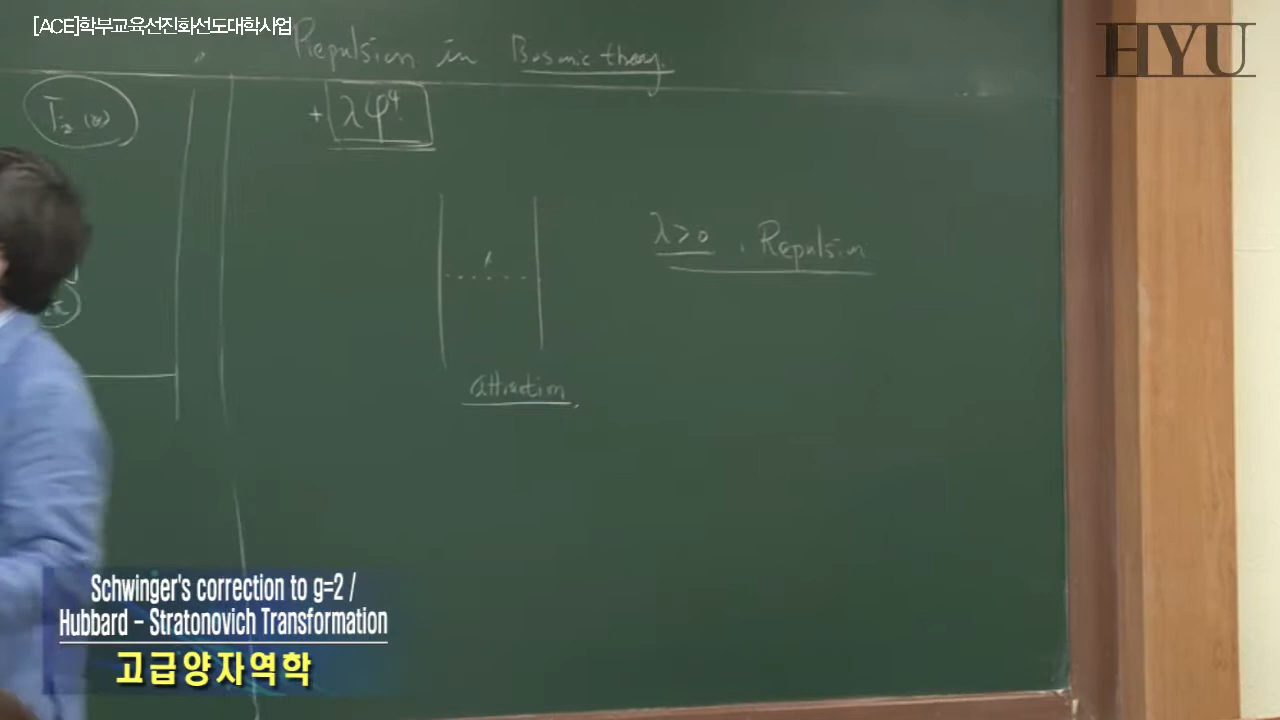 [ACE]학부교육선진화선도대학사업
HYU
Repulsion in Bosonic theory.
+ λφ⁴
λ>0 , Repulsion
attraction
Schwinger's correction to g=2 /
Hubbard - Stratonovich Transformation
고급양자역학